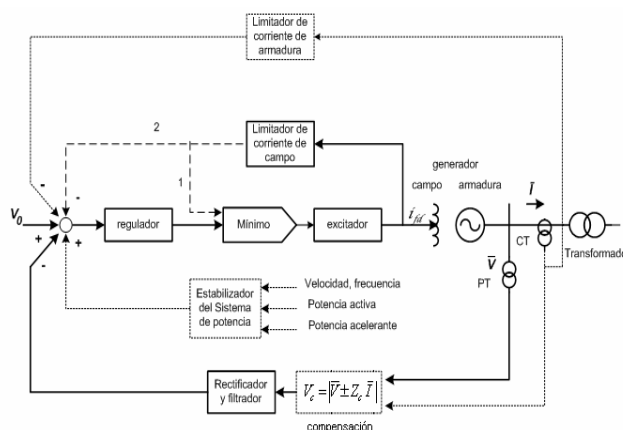 Limitador de
corriente de
armadura
2
Limitador de
corriente de
campo
1
generador
campo armadura
V0
-
-
+
+
-
regulador
Mínimo
excitador
ifd
Ī
CT
Transformado
V̄
PT
Estabilizador
del Sistema
de potencia
Velocidad, frecuencia
Potencia activa
Potencia acelerante
Rectificador
y filtrador
Vc = |V̄ ± Zc Ī|
compensación